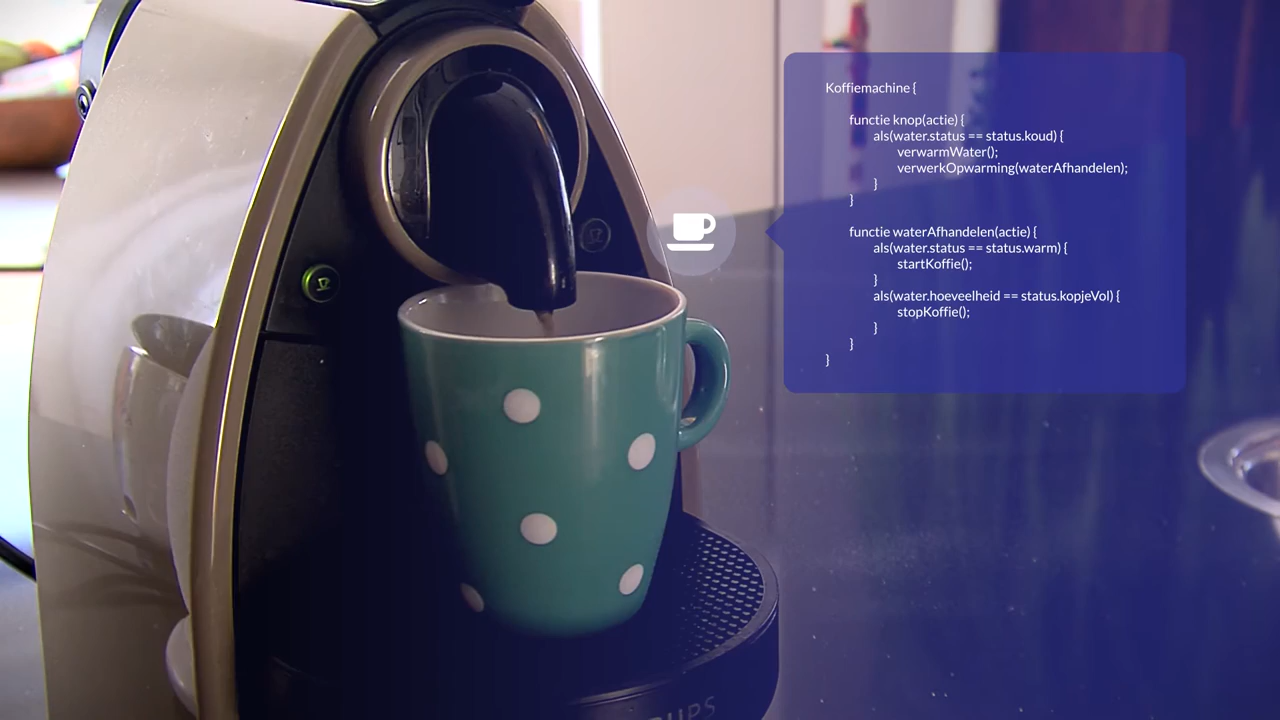 Koffiemachine {
functie knop(actie) {
als(water.status == status.koud) {
verwarmWater();
verwerkOpwarming(waterAfhandelen);
}
}
functie waterAfhandelen(actie) {
als(water.status == status.warm) {
startKoffie();
}
als(water.hoeveelheid == status.kopjeVol) {
stopKoffie();
}
}
}